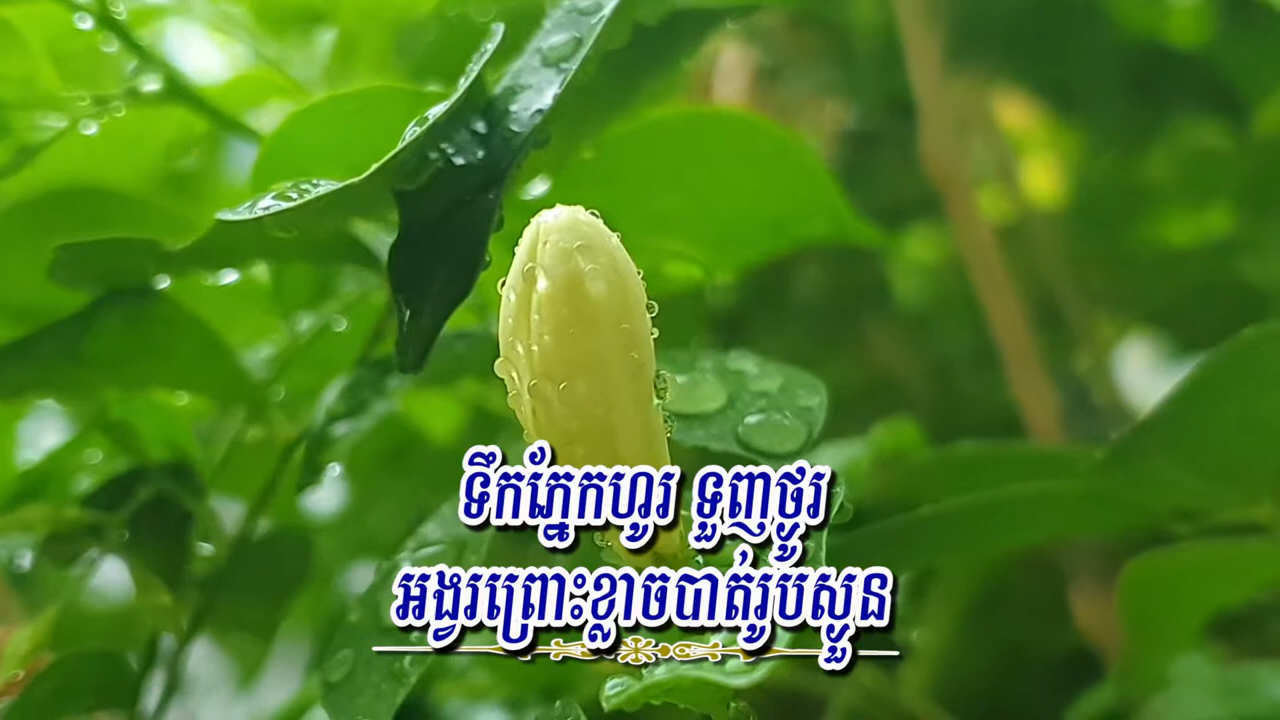 ទឹកភ្នែកហូរ ទួញថ្ងូរ
អង្វរព្រោះខ្លាចបាត់រូបស្ងួន